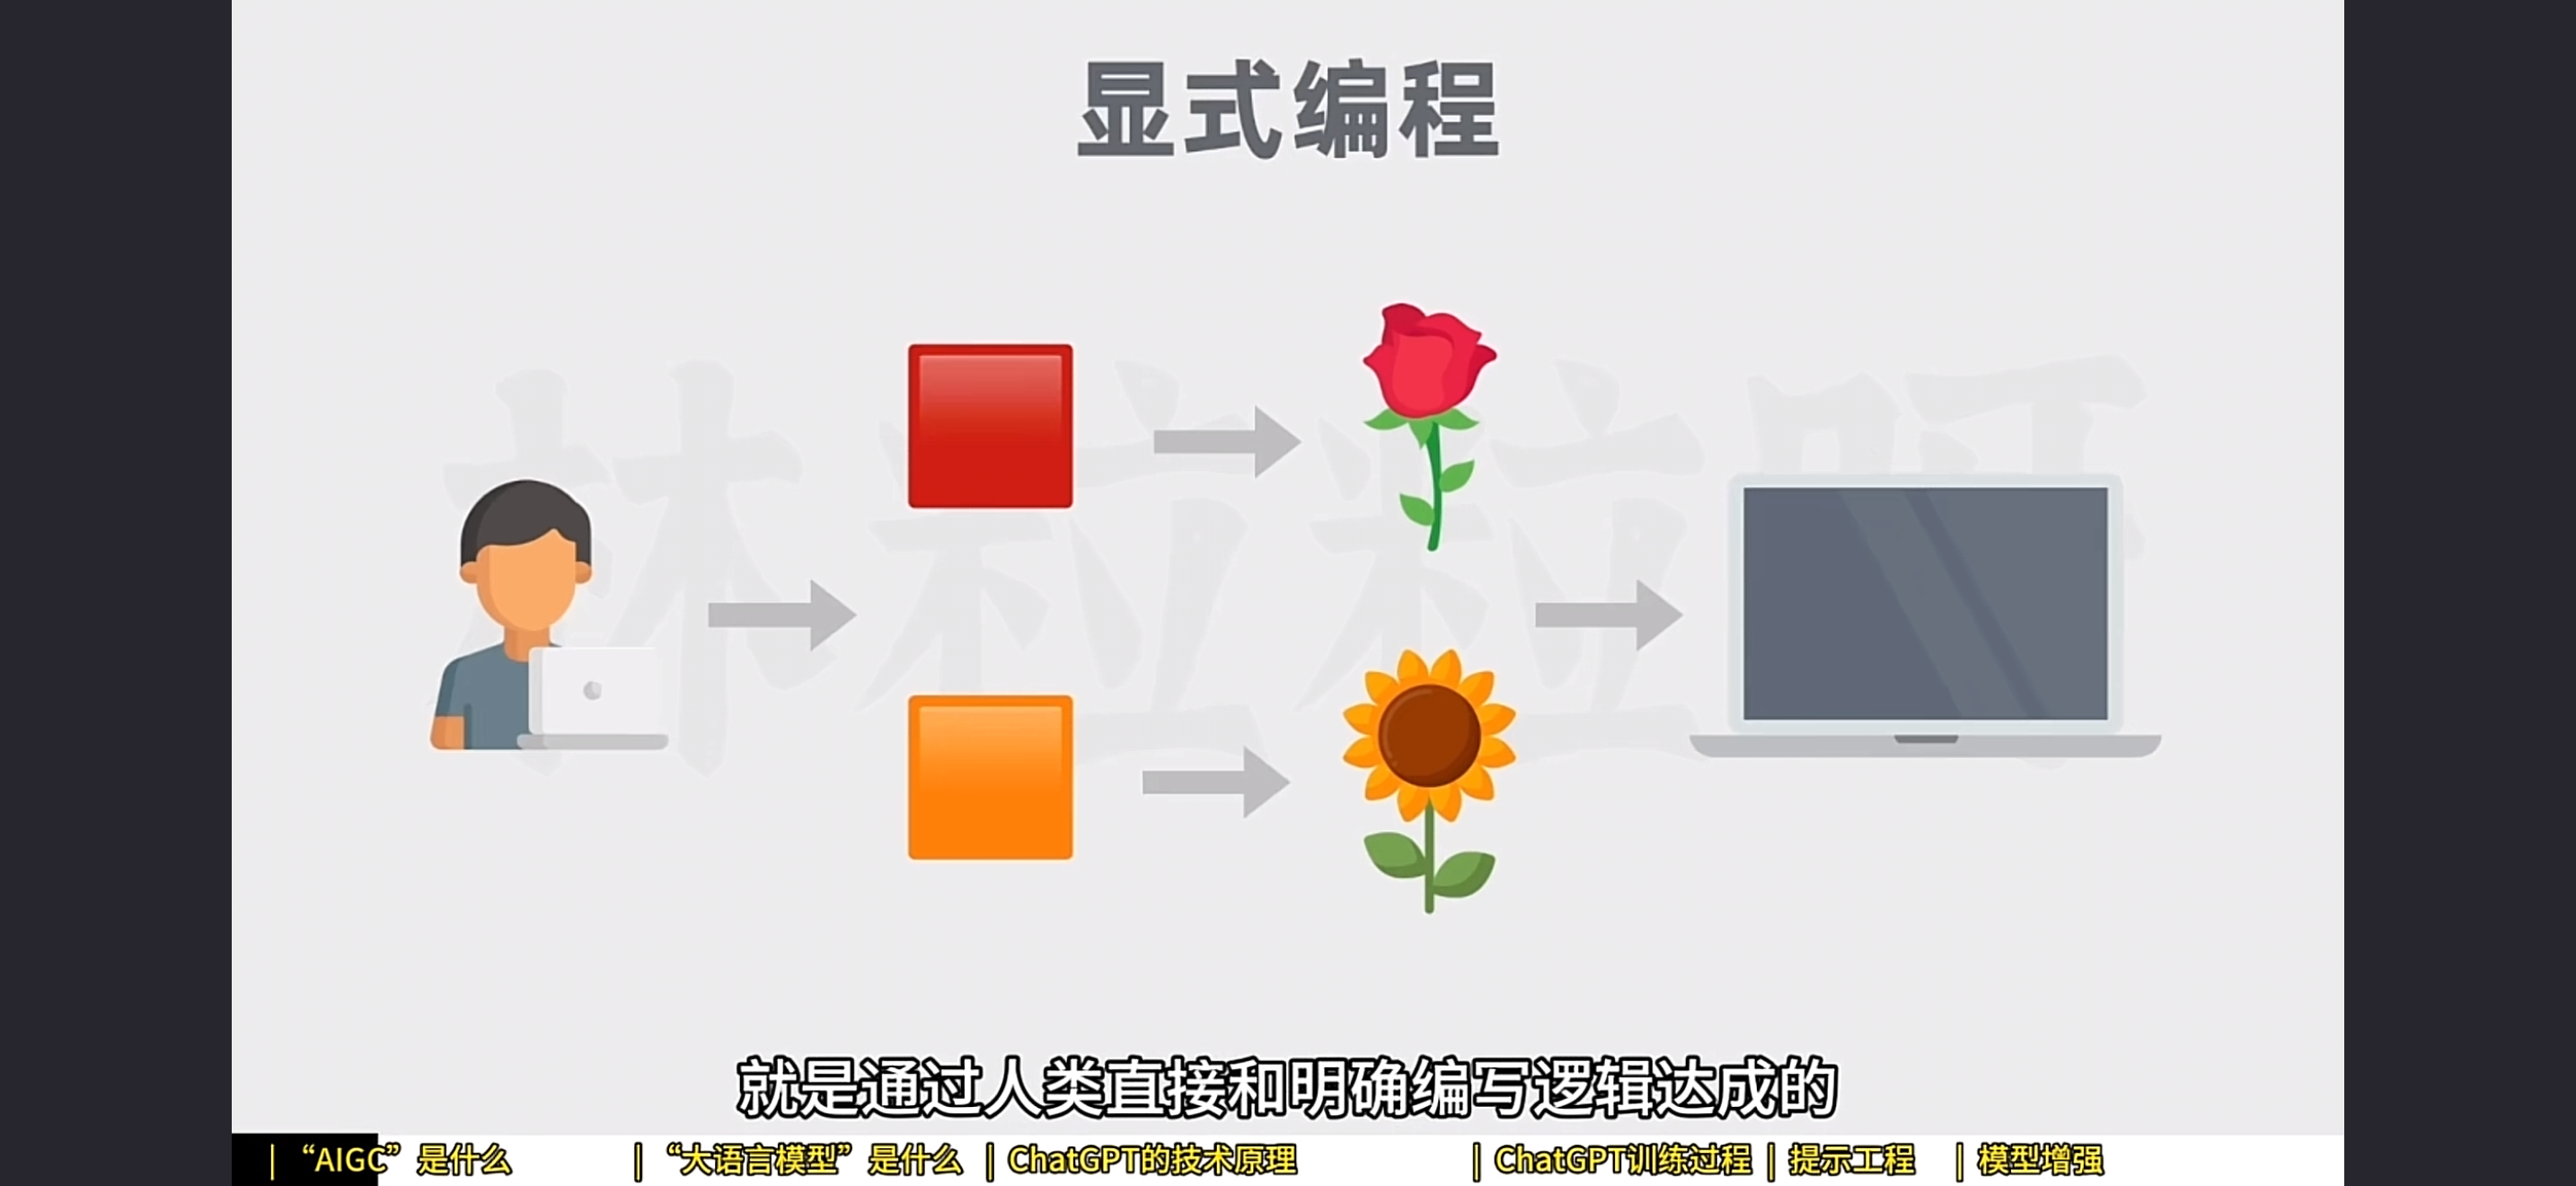 显式编程
林粒粒呀
就是通过人类直接和明确编写逻辑达成的
| “AIGC”是什么 | “大语言模型”是什么 | ChatGPT的技术原理 | ChatGPT训练过程 | 提示工程 | 模型增强